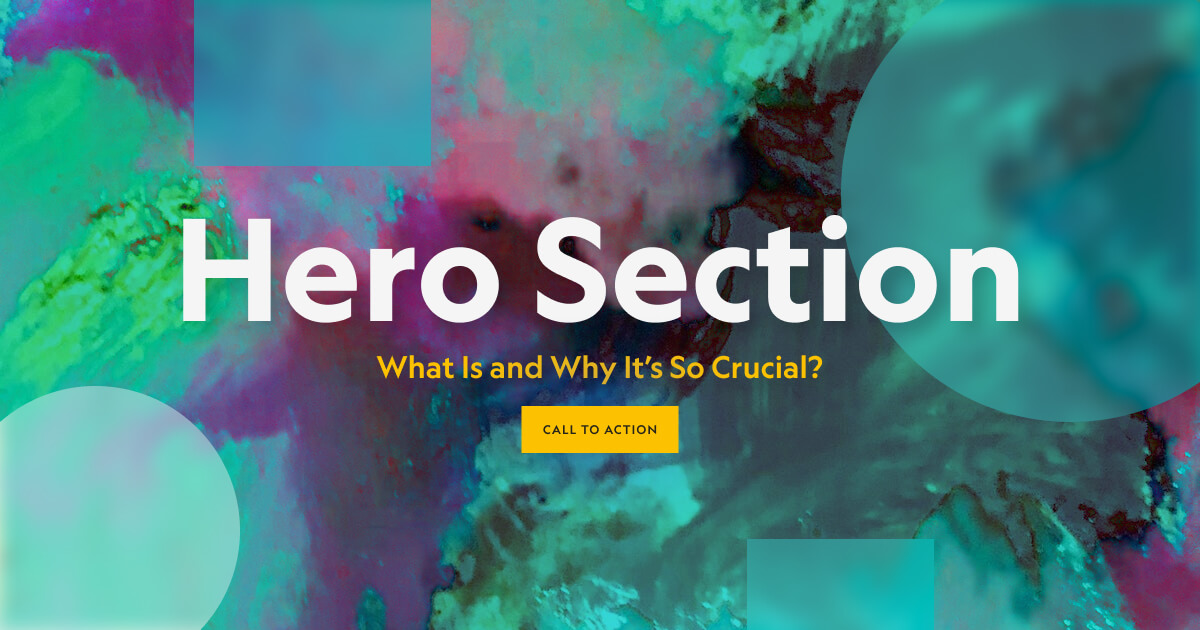 Hero Section
What Is and Why It’s So Crucial?
CALL TO ACTION